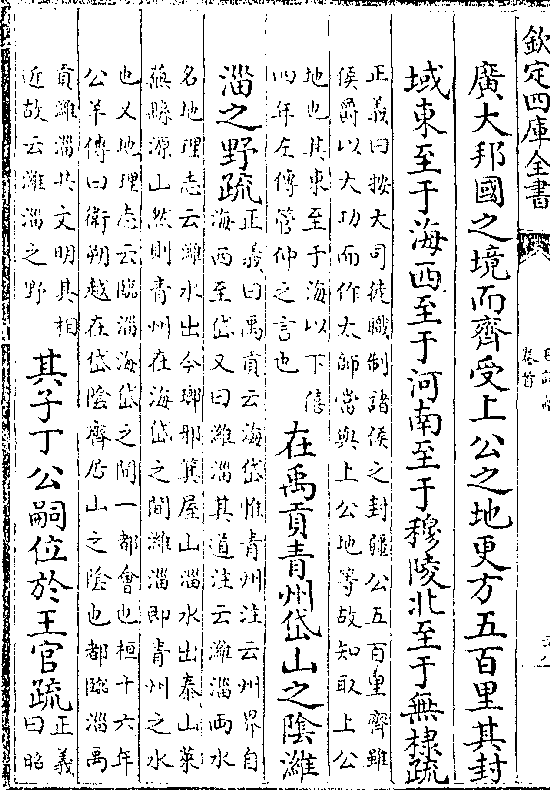 欽定四庫全書
卷首
廣大邦國之境而齊受上公之地更方五百里其封
域東至于海西至于河南至于穆陵北至于無棣疏
正義曰按大司徒職制諸侯之封疆公五百里齊雖
侯爵以大功而作太師當與上公地等故知取上公
地也其東至于海以下僖
四年左傳管仲之言也
在禹貢青州岱山之陰濰
淄之野疏
正義曰禹貢云海岱惟青州注云州界自
海西至岱又曰濰淄其道注云濰淄兩水
名地理志云濰水出今瑯邪箕屋山淄水出泰山萊
蕪縣源山然則青州在海岱之間濰淄即青州之水
也又地理志云臨淄海岱之間一都會也桓十六年
公羊傳曰衛朔越在岱陰齊山之陰也都臨淄禹
貢濰淄共文明其相
近故云濰淄之野
其子丁公嗣位於王官疏
正義
曰昭